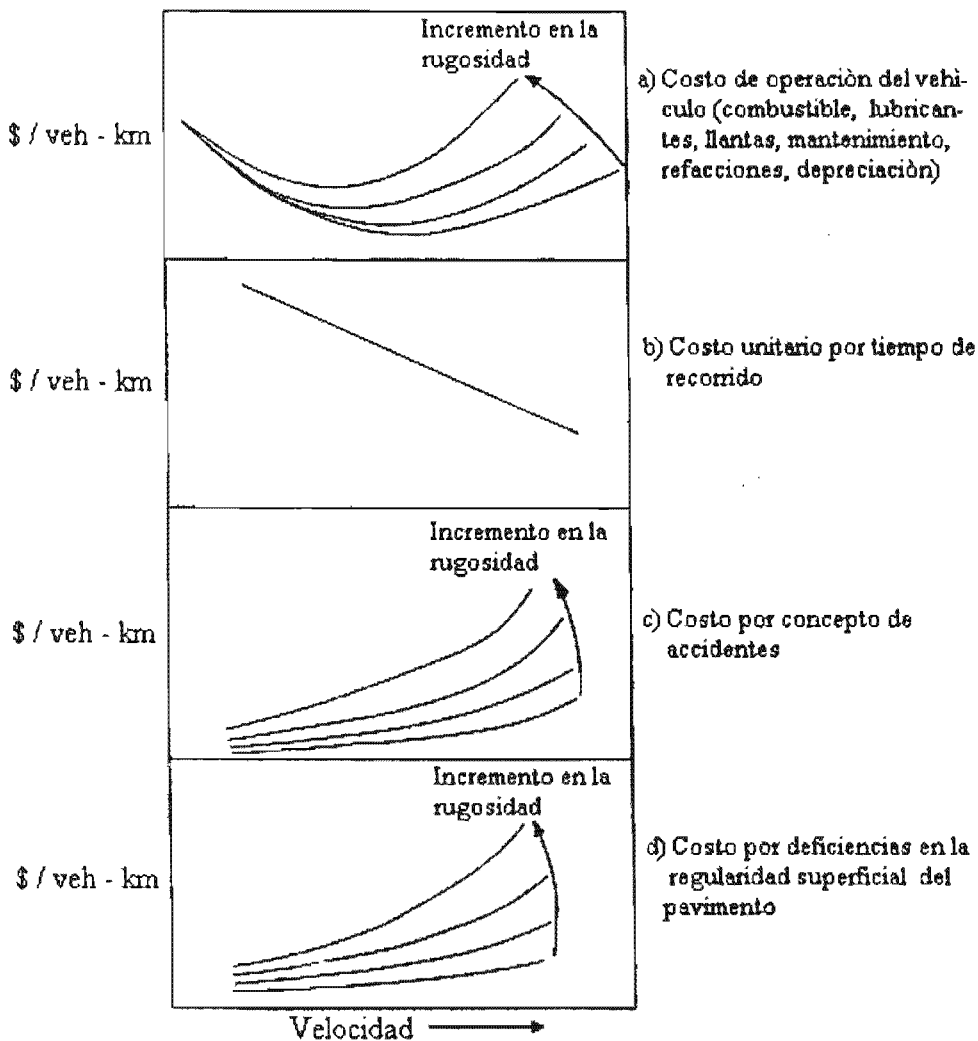 Incremento en la
rugosidad
$ / veh - km
a) Costo de operaciòn del vehì-
culo (combustible, lubrican-
tes, llantas, mantenimiento,
refacciones, depreciaciòn)
$ / veh - km
b) Costo unitario por tiempo de
recorrido
Incremento en la
rugosidad
$ / veh - km
c) Costo por concepto de
accidentes
Incremento en la
rugosidad
$ / veh - km
d) Costo por deficiencias en la
regularidad superficial del
pavimento
Velocidad